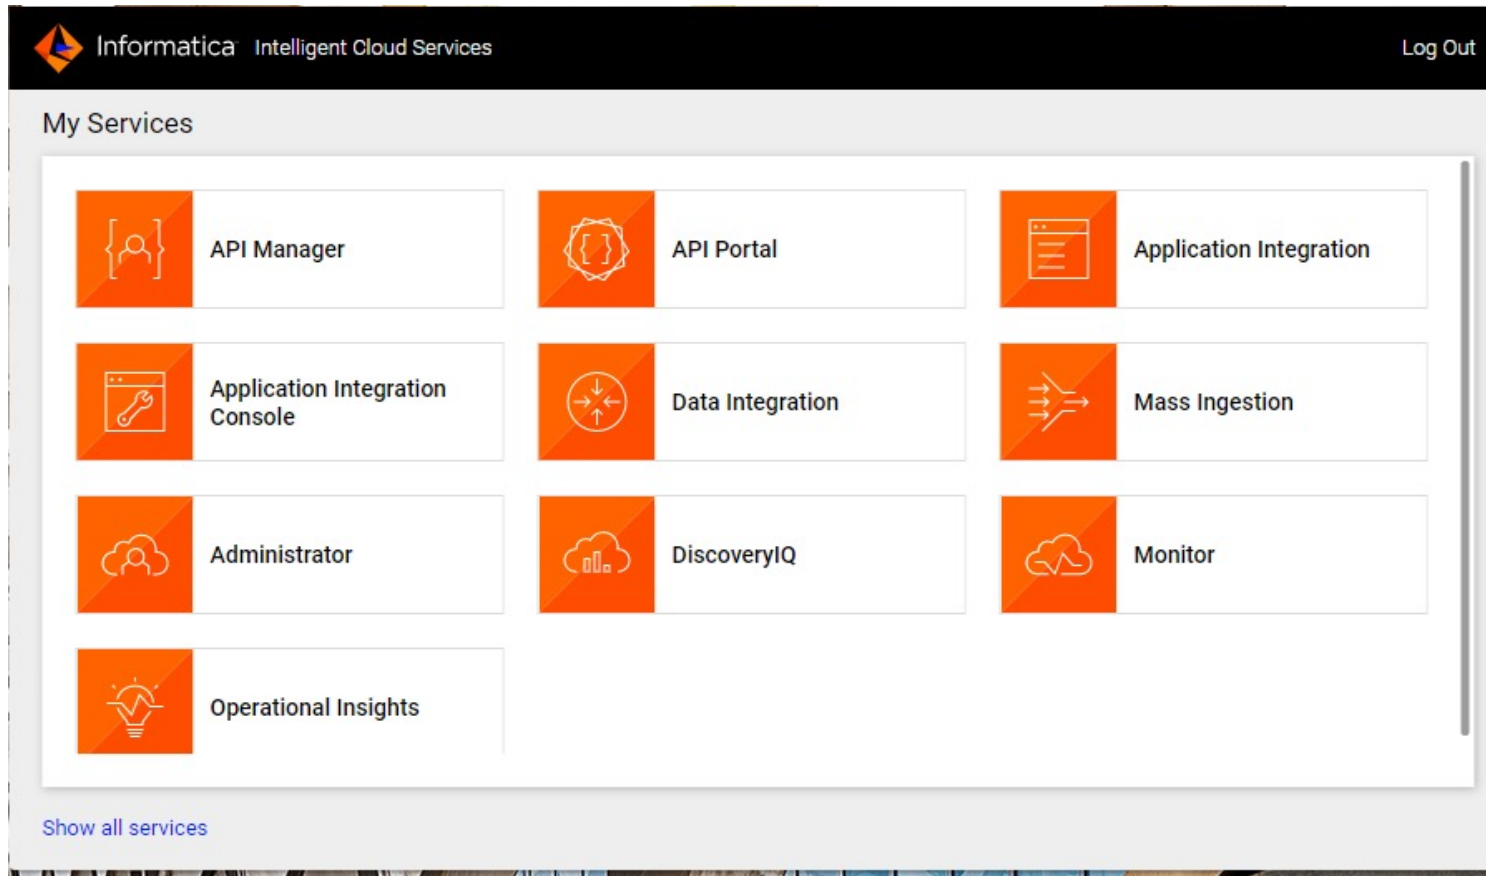 Informatica Intelligent Cloud Services
Log Out
My Services
API Manager
API Portal
Application Integration
Application Integration
Console
Data Integration
Mass Ingestion
Administrator
DiscoveryIQ
Monitor
Operational Insights
Show all services